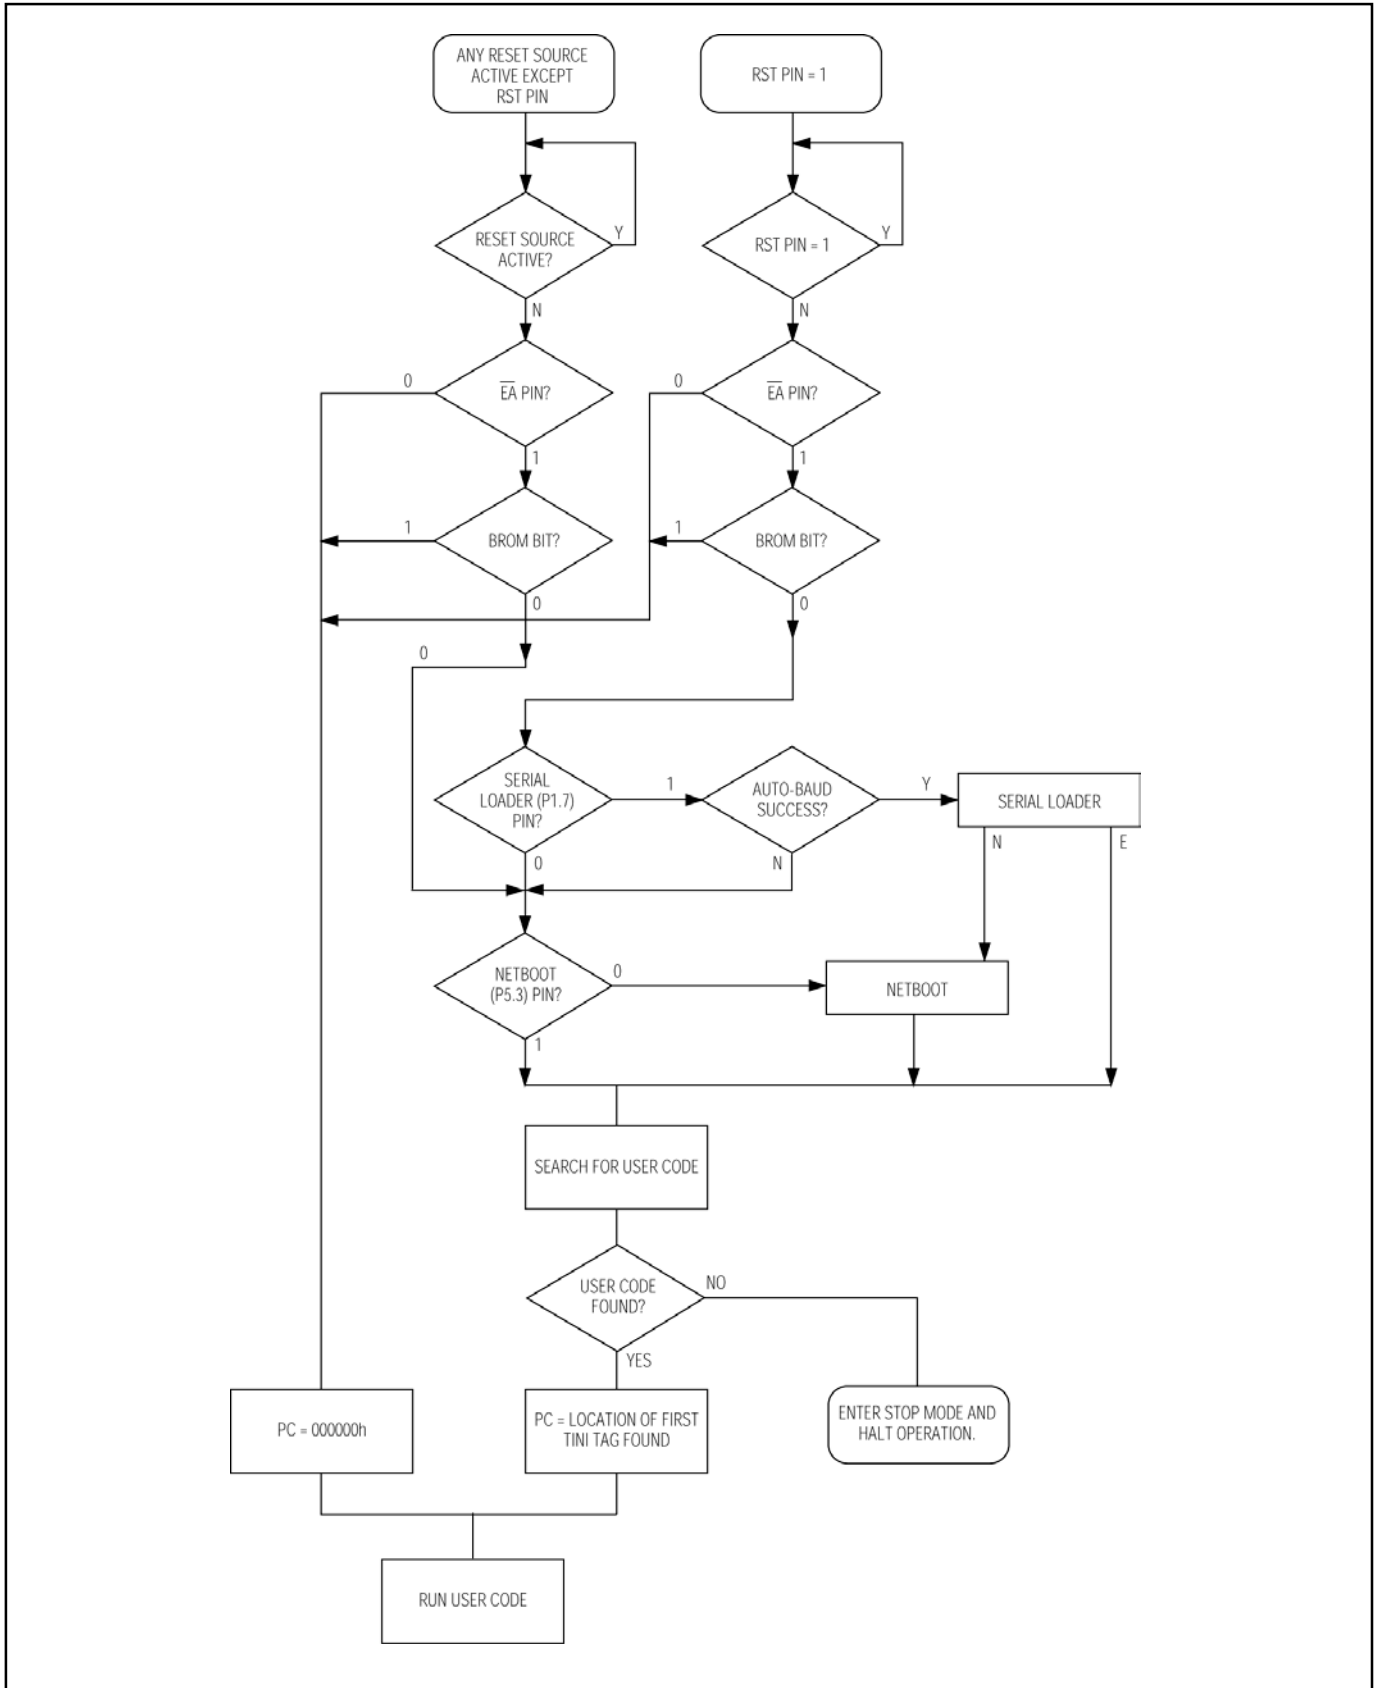 ANY RESET SOURCE
ACTIVE EXCEPT
RST PIN
RST PIN = 1
RESET SOURCE
ACTIVE?
Y
RST PIN = 1
Y
N
N
0
E̅A̅ PIN?
0
E̅A̅ PIN?
1
1
1
BROM BIT?
1
BROM BIT?
0
0
0
SERIAL
LOADER (P1.7)
PIN?
1
AUTO-BAUD
SUCCESS?
Y
SERIAL LOADER
0
N
N
E
NETBOOT
(P5.3) PIN?
0
NETBOOT
1
SEARCH FOR USER CODE
USER CODE
FOUND?
NO
YES
PC = 000000h
PC = LOCATION OF FIRST
TINI TAG FOUND
ENTER STOP MODE AND
HALT OPERATION.
RUN USER CODE